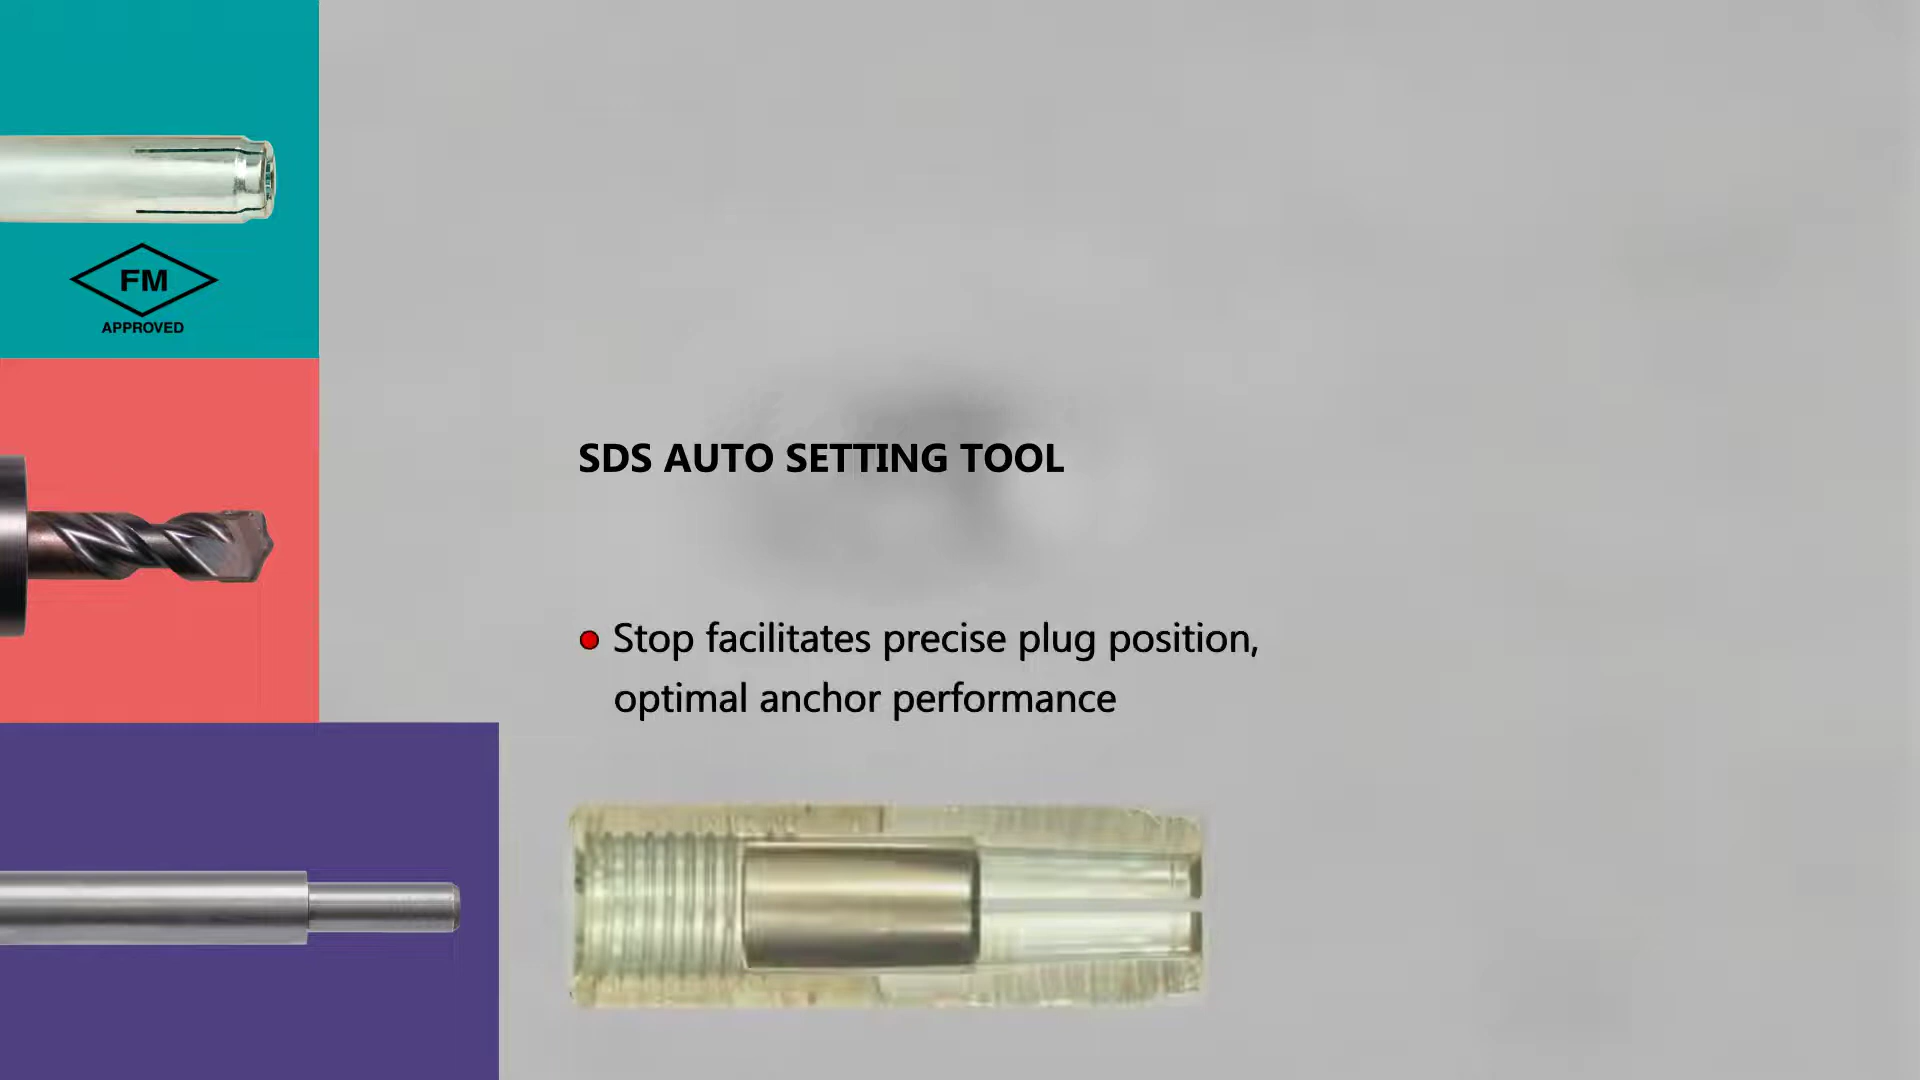 FM
APPROVED
SDS AUTO SETTING TOOL
Stop facilitates precise plug position,
optimal anchor performance